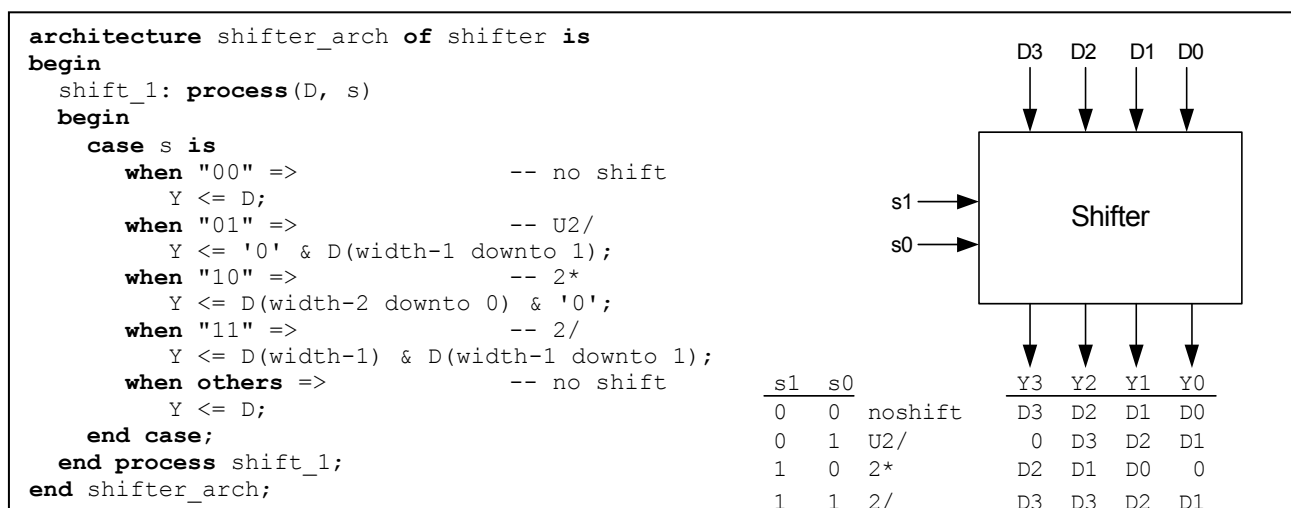 architecture shifter_arch of shifter is
begin
shift_1: process(D, s)
begin
case s is
when "00" => -- no shift
Y <= D;
when "01" => -- U2/
Y <= '0' & D(width-1 downto 1);
when "10" => -- 2*
Y <= D(width-2 downto 0) & '0';
when "11" => -- 2/
Y <= D(width-1) & D(width-1 downto 1);
when others => -- no shift
Y <= D;
end case;
end process shift_1;
end shifter_arch;
D3 D2 D1 D0
s1
Shifter
s0
s1 s0 Y3 Y2 Y1 Y0
0 0 noshift D3 D2 D1 D0
0 1 U2/ 0 D3 D2 D1
1 0 2* D2 D1 D0 0
1 1 2/ D3 D3 D2 D1